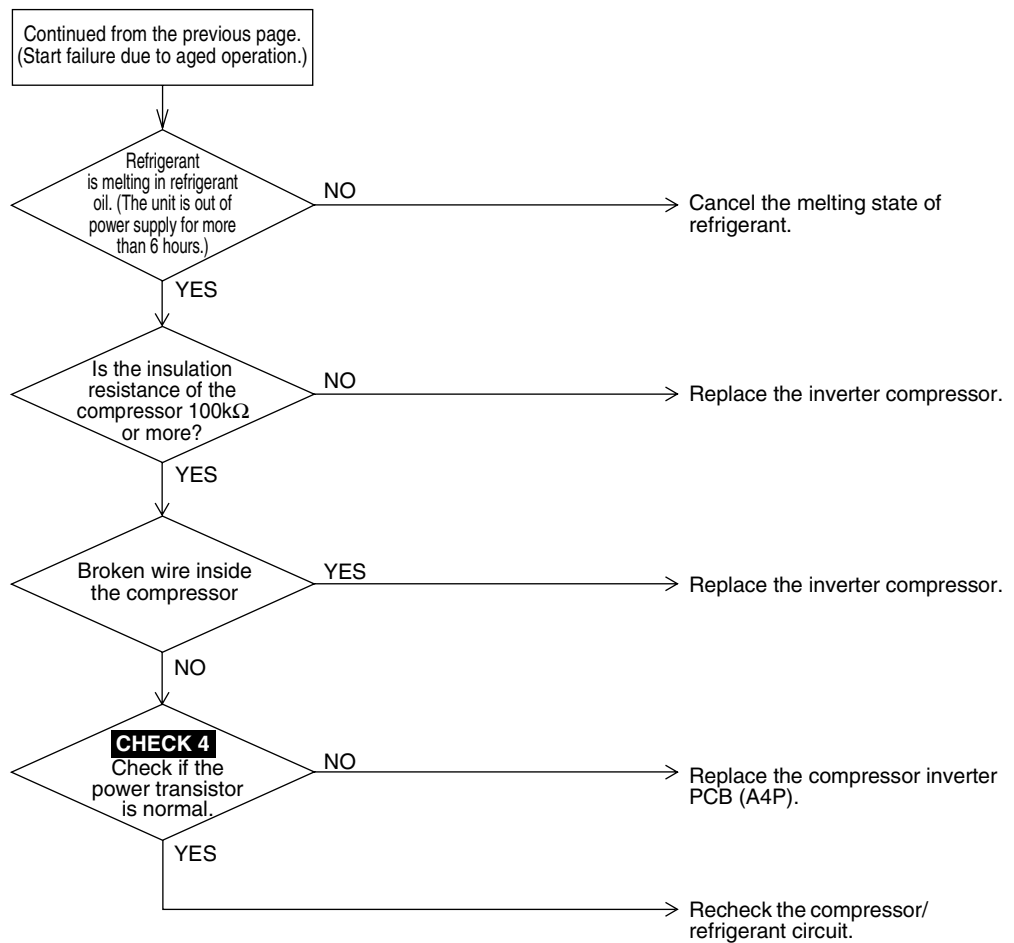 Continued from the previous page.
(Start failure due to aged operation.)
Refrigerant
is melting in refrigerant
oil. (The unit is out of
power supply for more
than 6 hours.)
NO
Cancel the melting state of
refrigerant.
YES
Is the insulation
resistance of the
compressor 100kΩ
or more?
NO
Replace the inverter compressor.
YES
Broken wire inside
the compressor
YES
Replace the inverter compressor.
NO
CHECK 4
Check if the
power transistor
is normal.
NO
Replace the compressor inverter
PCB (A4P).
YES
Recheck the compressor/
refrigerant circuit.